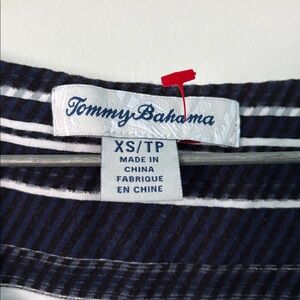 Tommy Bahama
XS/TP
MADE IN
CHINA
FABRIQUE
EN CHINE